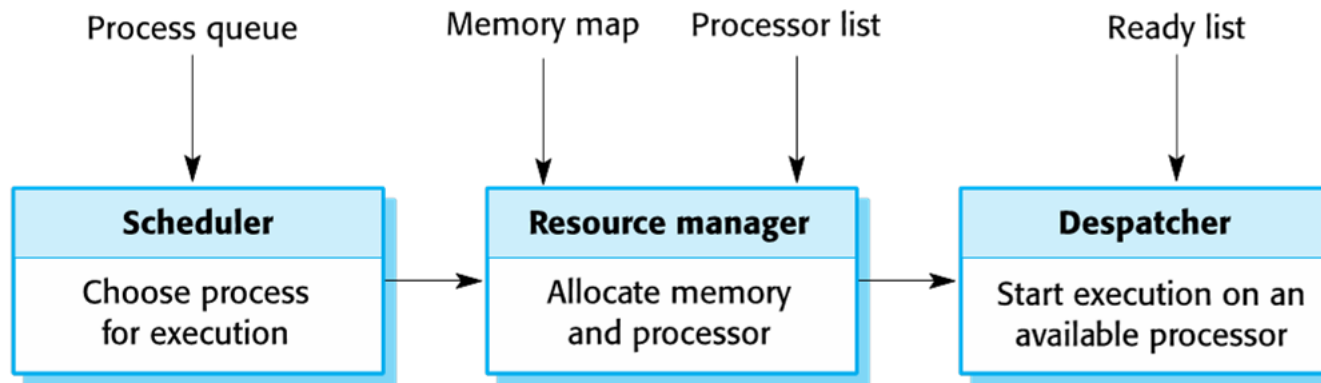 Process queue
Memory map
Processor list
Ready list
Scheduler
Choose process
for execution
Resource manager
Allocate memory
and processor
Despatcher
Start execution on an
available processor